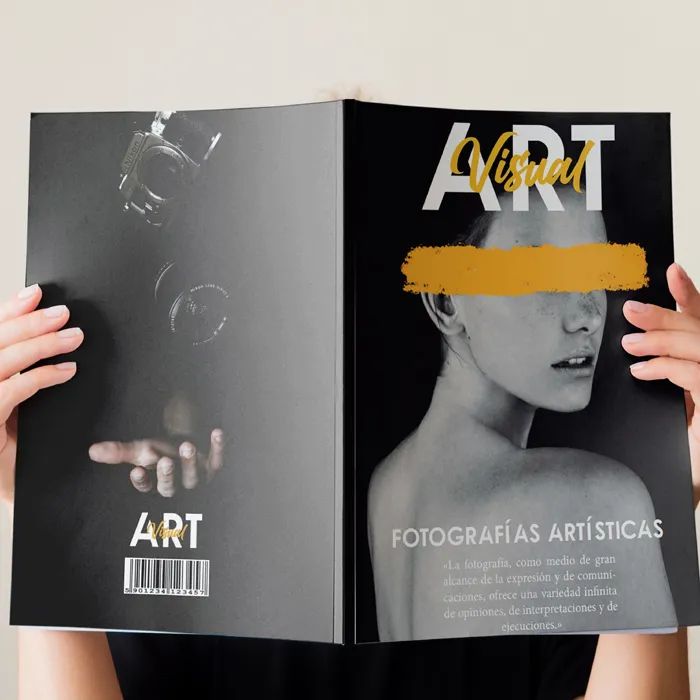 ART
Visual
FOTOGRAFÍAS ARTÍSTICAS
«La fotografía, como medio de gran
alcance de la expresión y de comuni-
caciones, ofrece una variedad infinita
de opiniones, de interpretaciones y de
ejecuciones.»
Nikon
ART
Visual
5901234123457